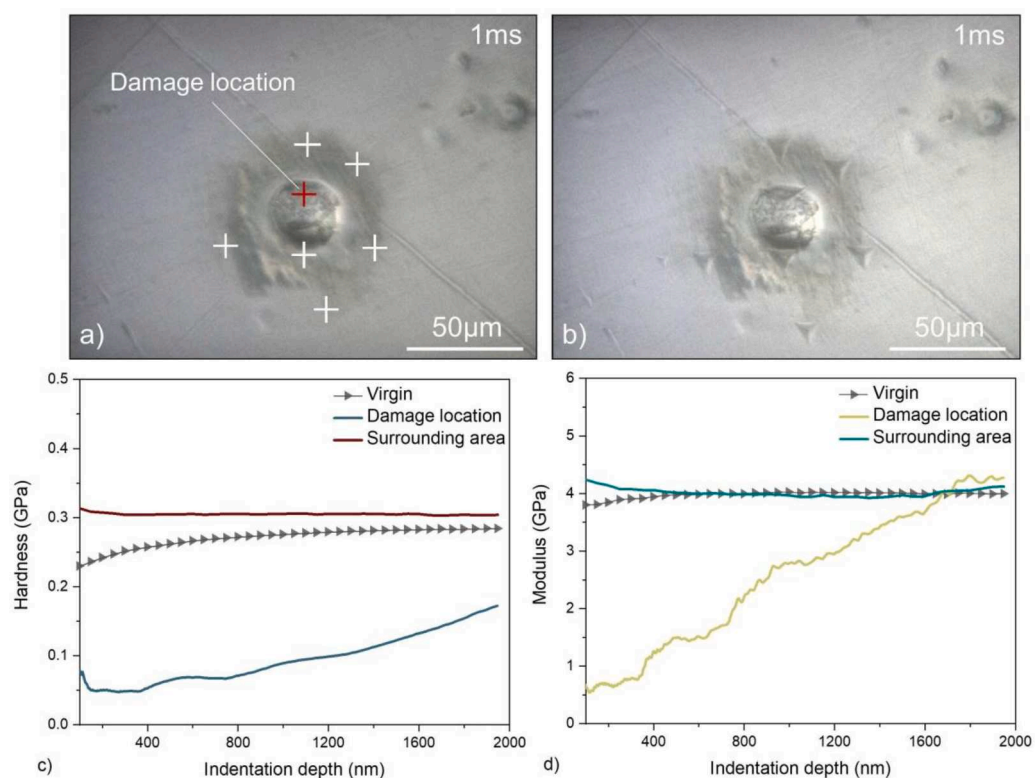 1ms
Damage location
a)
50μm
1ms
b)
50μm
0.5
0.4
0.3
0.2
0.1
0.0
Hardness (GPa)
Virgin
Damage location
Surrounding area
400
800
1200
1600
2000
c)
Indentation depth (nm)
6
5
4
3
2
1
0
Modulus (GPa)
Virgin
Damage location
Surrounding area
400
800
1200
1600
2000
d)
Indentation depth (nm)